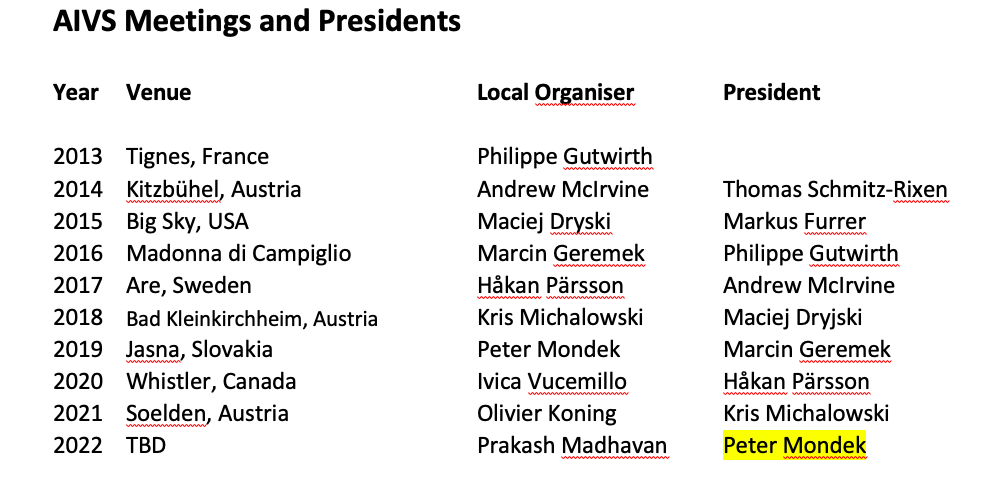 AIVS Meetings and Presidents
Year Venue Local Organiser President
2013 Tignes, France Philippe Gutwirth
2014 Kitzbühel, Austria Andrew McIrvine Thomas Schmitz-Rixen
2015 Big Sky, USA Maciej Dryski Markus Furrer
2016 Madonna di Campiglio Marcin Geremek Philippe Gutwirth
2017 Are, Sweden Håkan Pärsson Andrew McIrvine
2018 Bad Kleinkirchheim, Austria Kris Michalowski Maciej Dryjski
2019 Jasna, Slovakia Peter Mondek Marcin Geremek
2020 Whistler, Canada Ivica Vucemillo Håkan Pärsson
2021 Soelden, Austria Olivier Koning Kris Michalowski
2022 TBD Prakash Madhavan Peter Mondek